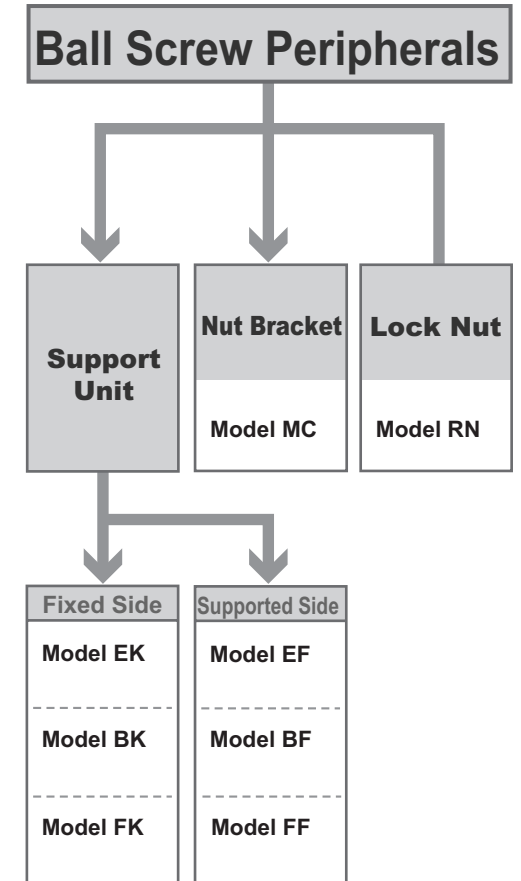 Ball Screw Peripherals
Support
Unit
Nut Bracket
Model MC
Lock Nut
Model RN
Fixed Side
Model EK
Model BK
Model FK
Supported Side
Model EF
Model BF
Model FF